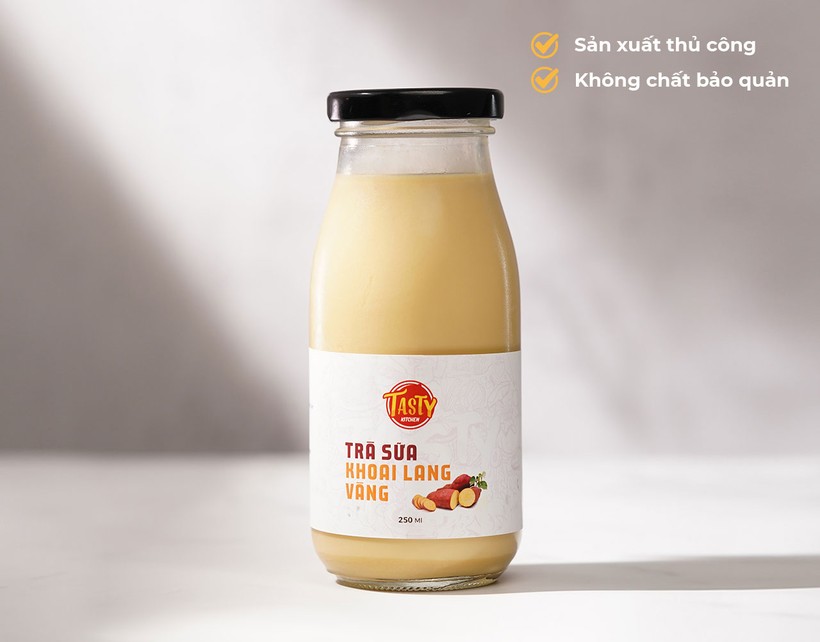 Sản xuất thủ công
Không chất bảo quản
TASTY
KITCHEN
TRÀ SỮA
KHOAI LANG
VÀNG
250 Ml